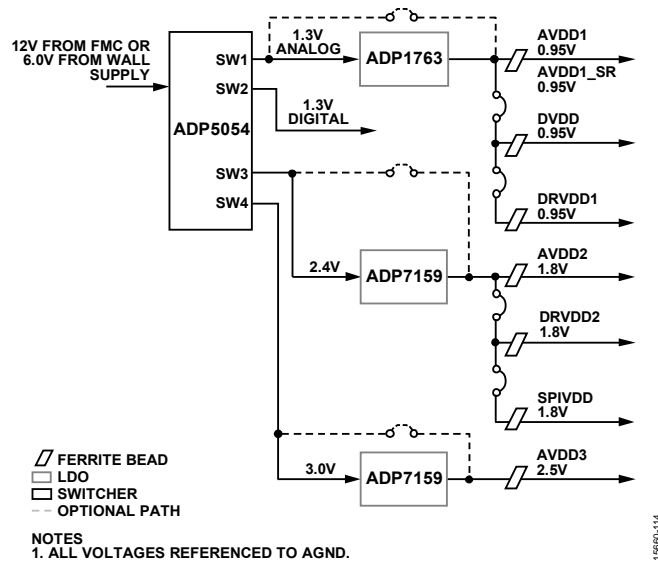 12V FROM FMC OR
6.0V FROM WALL
SUPPLY
ADP5054
SW1
SW2
SW3
SW4
1.3V
ANALOG
ADP1763
1.3V
DIGITAL
AVDD1
0.95V
AVDD1_SR
0.95V
DVDD
0.95V
DRVDD1
0.95V
2.4V
ADP7159
AVDD2
1.8V
DRVDD2
1.8V
SPIVDD
1.8V
3.0V
ADP7159
AVDD3
2.5V
FERRITE BEAD
LDO
SWITCHER
OPTIONAL PATH
NOTES
1. ALL VOLTAGES REFERENCED TO AGND.
15660-114